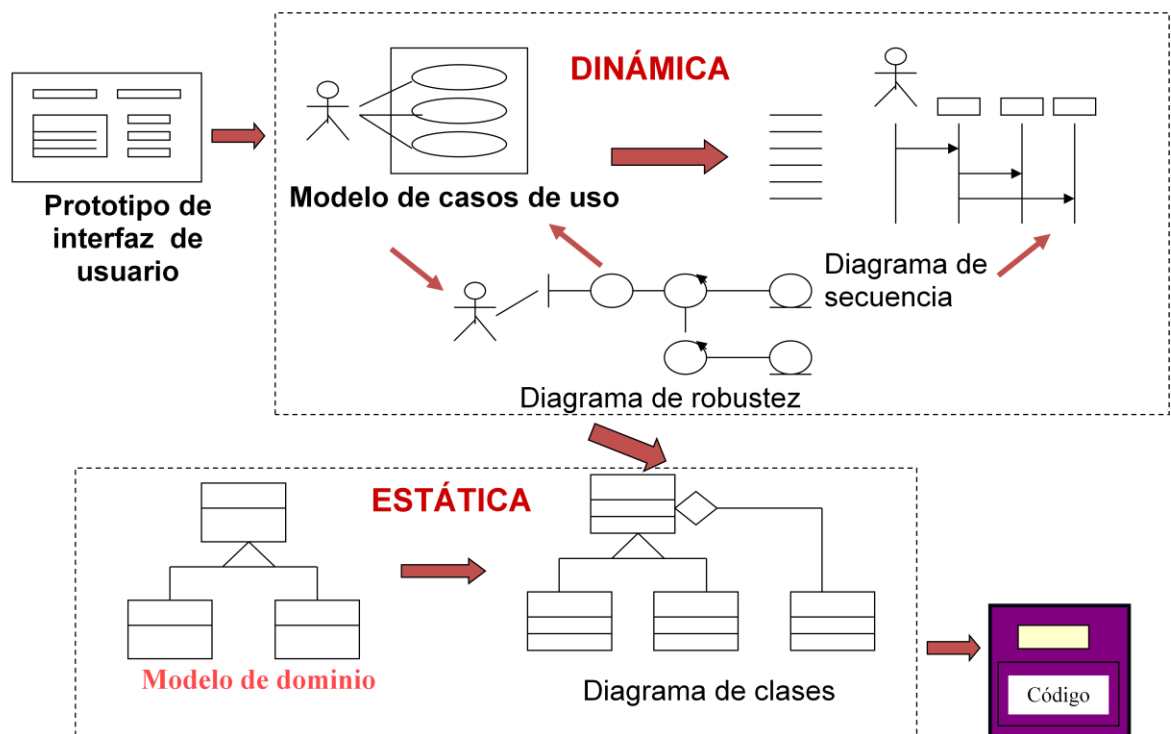 DINÁMICA
Prototipo de
interfaz de
usuario
Modelo de casos de uso
Diagrama de
secuencia
Diagrama de robustez
ESTÁTICA
Modelo de dominio
Diagrama de clases
Código